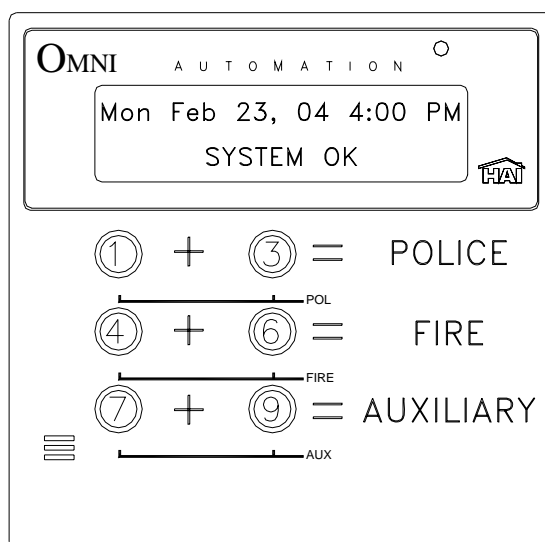 OMNI
AUTOMATION
Mon Feb 23, 04 4:00 PM
SYSTEM OK
HAI
1 + 3 = POLICE
POL
4 + 6 = FIRE
FIRE
7 + 9 = AUXILIARY
AUX